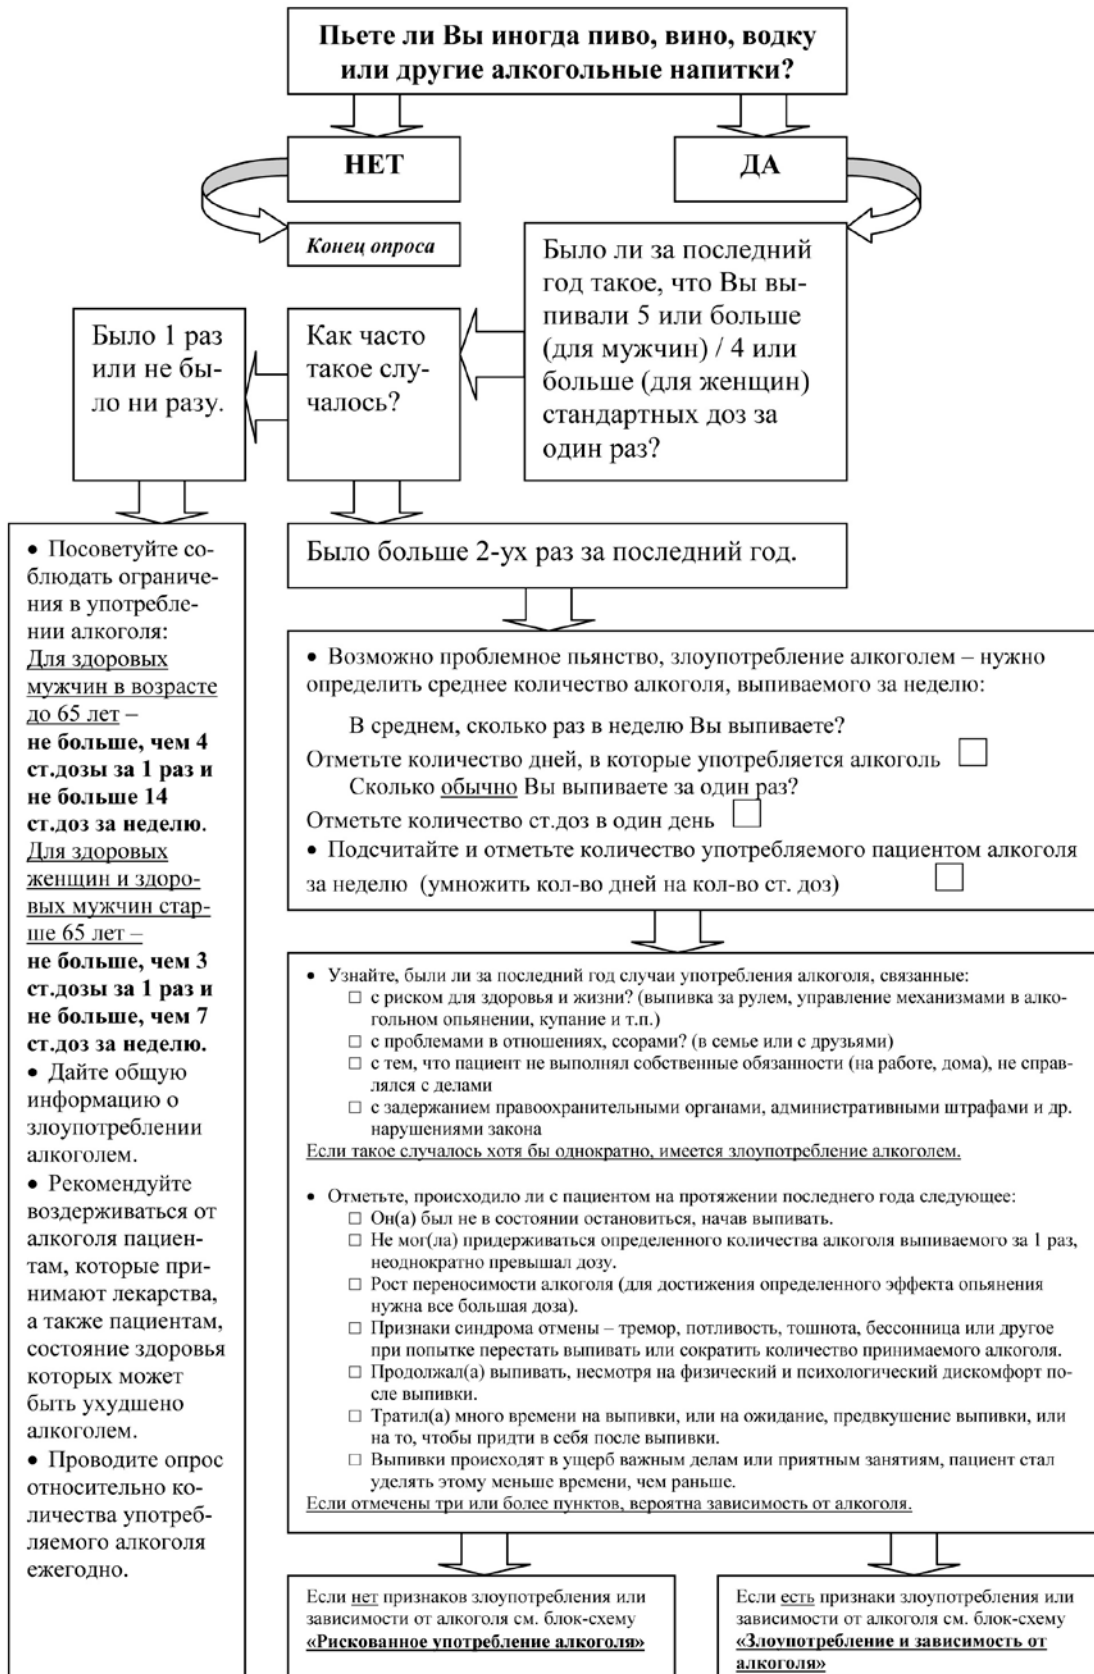 Пьете ли Вы иногда пиво, вино, водку
или другие алкогольные напитки?
НЕТ
ДА
Конец опроса
Было ли за последний
год такое, что Вы вы-
пивали 5 или больше
(для мужчин) / 4 или
больше (для женщин)
стандартных доз за
один раз?
Как часто
такое слу-
чалось?
Было 1 раз
или не бы-
ло ни разу.
• Посоветуйте со-
блюдать ограниче-
ния в употребле-
нии алкоголя:
Для здоровых
мужчин в возрасте
до 65 лет –
не больше, чем 4
ст.дозы за 1 раз и
не больше 14
ст.доз за неделю.
Для здоровых
женщин и здоро-
вых мужчин стар-
ше 65 лет –
не больше, чем 3
ст.дозы за 1 раз и
не больше, чем 7
ст.доз за неделю.
• Дайте общую
информацию о
злоупотреблении
алкоголем.
• Рекомендуйте
воздерживаться от
алкоголя пациен-
там, которые при-
нимают лекарства,
а также пациентам,
состояние здоровья
которых может
быть ухудшено
алкоголем.
• Проводите опрос
относительно ко-
личества употреб-
ляемого алкоголя
ежегодно.
Было больше 2-ух раз за последний год.
• Возможно проблемное пьянство, злоупотребление алкоголем – нужно
определить среднее количество алкоголя, выпиваемого за неделю:
В среднем, сколько раз в неделю Вы выпиваете?
Отметьте количество дней, в которые употребляется алкоголь □
Сколько обычно Вы выпиваете за один раз?
Отметьте количество ст.доз в один день □
• Подсчитайте и отметьте количество употребляемого пациентом алкоголя
за неделю (умножить кол-во дней на кол-во ст. доз) □
• Узнайте, были ли за последний год случаи употребления алкоголя, связанные:
□ с риском для здоровья и жизни? (выпивка за рулем, управление механизмами в алко-
гольном опьянении, купание и т.п.)
□ с проблемами в отношениях, ссорами? (в семье или с друзьями)
□ с тем, что пациент не выполнял собственные обязанности (на работе, дома), не справ-
лялся с делами
□ с задержанием правоохранительными органами, административными штрафами и др.
нарушениями закона
Если такое случалось хотя бы однократно, имеется злоупотребление алкоголем.
• Отметьте, происходило ли с пациентом на протяжении последнего года следующее:
□ Он(а) был не в состоянии остановиться, начав выпивать.
□ Не мог(ла) придерживаться определенного количества алкоголя выпиваемого за 1 раз,
неоднократно превышал дозу.
□ Рост переносимости алкоголя (для достижения определенного эффекта опьянения
нужна все большая доза).
□ Признаки синдрома отмены – тремор, потливость, тошнота, бессонница или другое
при попытке перестать выпивать или сократить количество принимаемого алкоголя.
□ Продолжал(а) выпивать, несмотря на физический и психологический дискомфорт по-
сле выпивки.
□ Тратил(а) много времени на выпивки, или на ожидание, предвкушение выпивки, или
на то, чтобы придти в себя после выпивки.
□ Выпивки происходят в ущерб важным делам или приятным занятиям, пациент стал
уделять этому меньше времени, чем раньше.
Если отмечены три или более пунктов, вероятна зависимость от алкоголя.
Если нет признаков злоупотребления или
зависимости от алкоголя см. блок-схему
«Рискованное употребление алкоголя»
Если есть признаки злоупотребления или
зависимости от алкоголя см. блок-схему
«Злоупотребление и зависимость от
алкоголя»